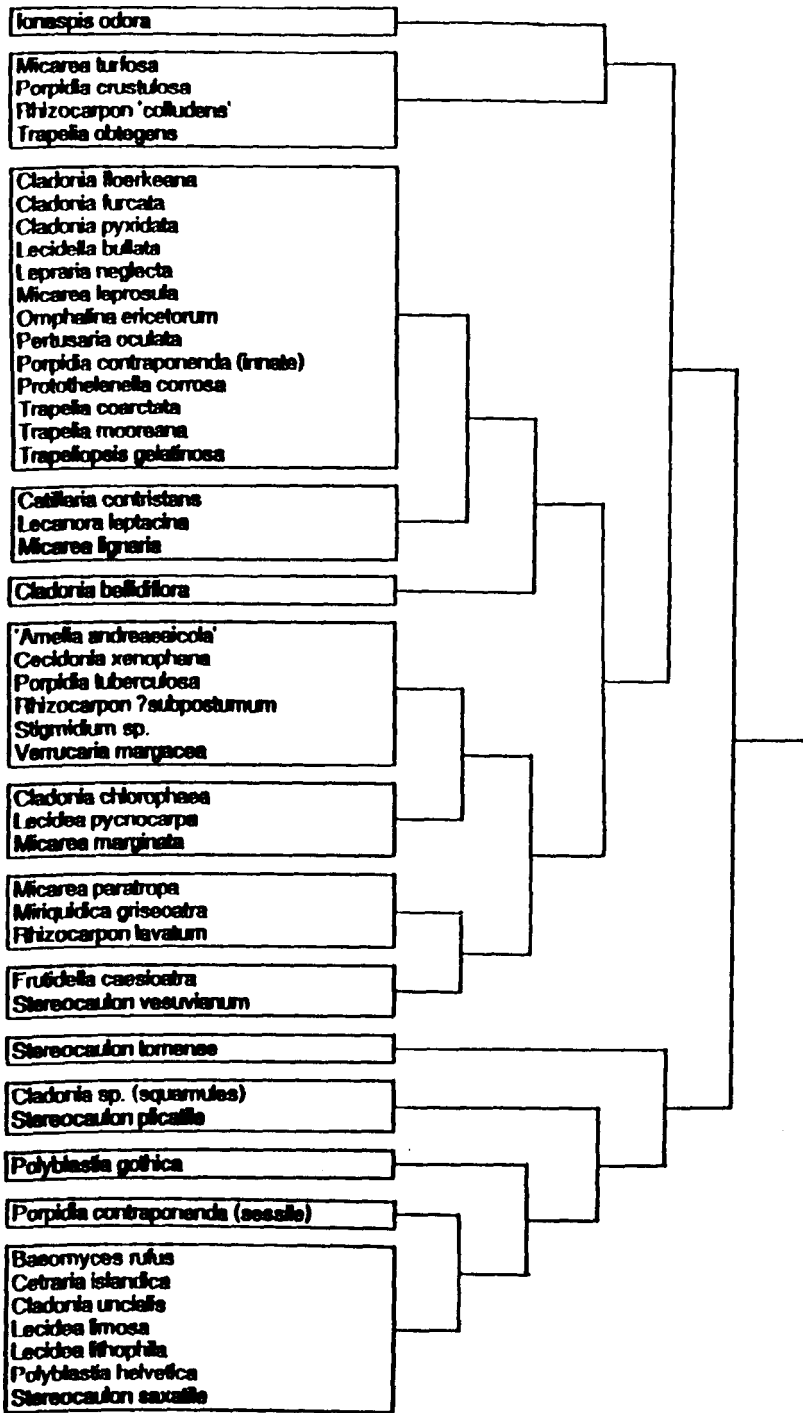 Ionaspis odora
Micarea turfosa
Porpidia crustulosa
Rhizocarpon 'colludens'
Trapelia obtegens
Cladonia floerkeana
Cladonia furcata
Cladonia pyxidata
Lecidella bullata
Lepraria neglecta
Micarea leprosula
Omphalina ericetorum
Pertusaria oculata
Porpidia contraponenda (innate)
Protothelenella corrosa
Trapelia coarctata
Trapelia mooreana
Trapeliopsis gelatinosa
Catillaria contristans
Lecanora leptacina
Micarea lignaria
Cladonia bellidiflora
'Arnella andreaeaicola'
Cecidonia xenophana
Porpidia tuberculosa
Rhizocarpon ?subpostumum
Stigmidium sp.
Verrucaria margacea
Cladonia chlorophaea
Lecidea pycnocarpa
Micarea marginata
Micarea paratropa
Miriquidica griseoatra
Rhizocarpon lavatum
Frutidella caesioatra
Stereocaulon vesuvianum
Stereocaulon tornense
Cladonia sp. (squamules)
Stereocaulon plicatile
Polyblastia gothica
Porpidia contraponenda (sessile)
Baeomyces rufus
Cetraria islandica
Cladonia uncialis
Lecidea limosa
Lecidea lithophila
Polyblastia helvetica
Stereocaulon saxatile